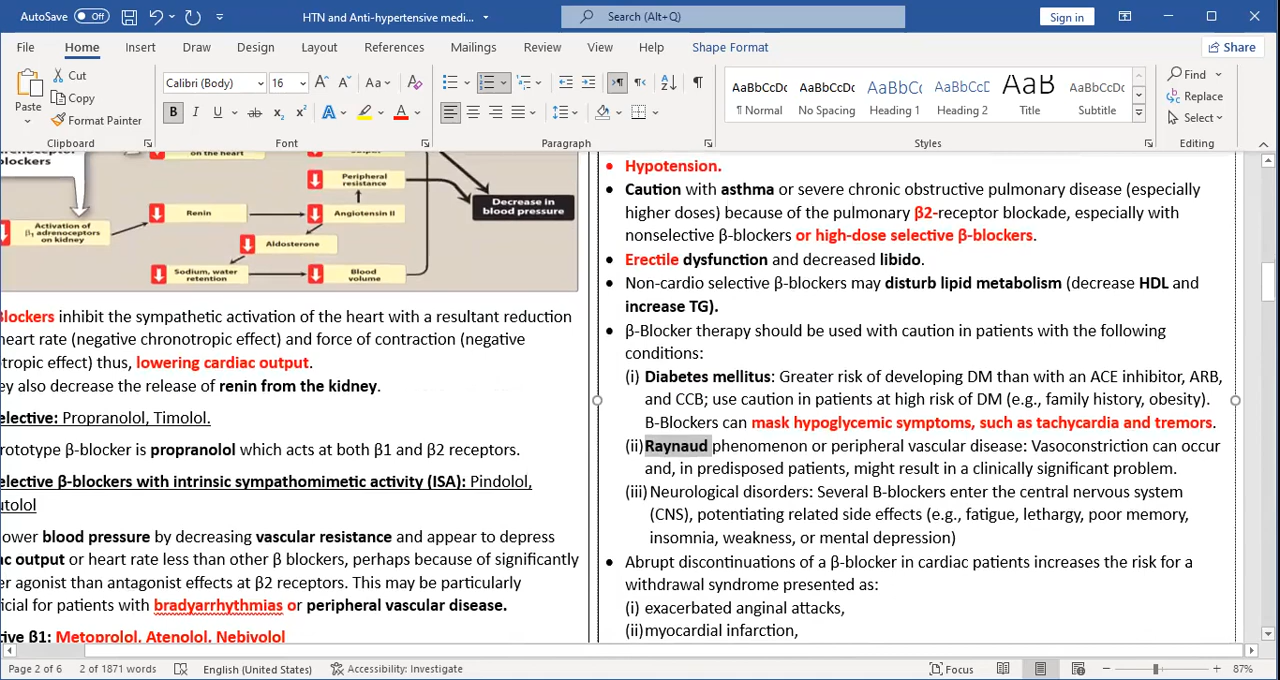 AutoSave Off HTN and Anti-hypertensive medi... Search (Alt+Q) Sign in
File Home Insert Draw Design Layout References Mailings Review View Help Shape Format Share
Paste
Cut
Copy
Format Painter
Calibri (Body) 16
AaBbCcDc AaBbCcDc AaBbCc AaBbCcD AaB AaBbCcDc
¶ Normal No Spacing Heading 1 Heading 2 Title Subtitle
Find
Replace
Select
Clipboard Font Paragraph Styles Editing
blockers
on the heart
Peripheral
resistance
Activation of
β1 adrenoceptors
on kidney
Renin
Angiotensin II
Decrease in
blood pressure
Aldosterone
Sodium, water
retention
Blood
volume
Blockers inhibit the sympathetic activation of the heart with a resultant reduction
heart rate (negative chronotropic effect) and force of contraction (negative
otropic effect) thus, lowering cardiac output.
ey also decrease the release of renin from the kidney.
elective: Propranolol, Timolol.
rototype β-blocker is propranolol which acts at both β1 and β2 receptors.
elective β-blockers with intrinsic sympathomimetic activity (ISA): Pindolol,
utolol
ower blood pressure by decreasing vascular resistance and appear to depress
ac output or heart rate less than other β blockers, perhaps because of significantly
er agonist than antagonist effects at β2 receptors. This may be particularly
icial for patients with bradyarrhythmias or peripheral vascular disease.
tive β1: Metoprolol, Atenolol, Nebivolol
• Hypotension.
• Caution with asthma or severe chronic obstructive pulmonary disease (especially
higher doses) because of the pulmonary β2-receptor blockade, especially with
nonselective β-blockers or high-dose selective β-blockers.
• Erectile dysfunction and decreased libido.
• Non-cardio selective β-blockers may disturb lipid metabolism (decrease HDL and
increase TG).
• β-Blocker therapy should be used with caution in patients with the following
conditions:
(i) Diabetes mellitus: Greater risk of developing DM than with an ACE inhibitor, ARB,
and CCB; use caution in patients at high risk of DM (e.g., family history, obesity).
B-Blockers can mask hypoglycemic symptoms, such as tachycardia and tremors.
(ii) Raynaud phenomenon or peripheral vascular disease: Vasoconstriction can occur
and, in predisposed patients, might result in a clinically significant problem.
(iii) Neurological disorders: Several B-blockers enter the central nervous system
(CNS), potentiating related side effects (e.g., fatigue, lethargy, poor memory,
insomnia, weakness, or mental depression)
• Abrupt discontinuations of a β-blocker in cardiac patients increases the risk for a
withdrawal syndrome presented as:
(i) exacerbated anginal attacks,
(ii) myocardial infarction,
Page 2 of 6 2 of 1871 words English (United States) Accessibility: Investigate Focus 87%